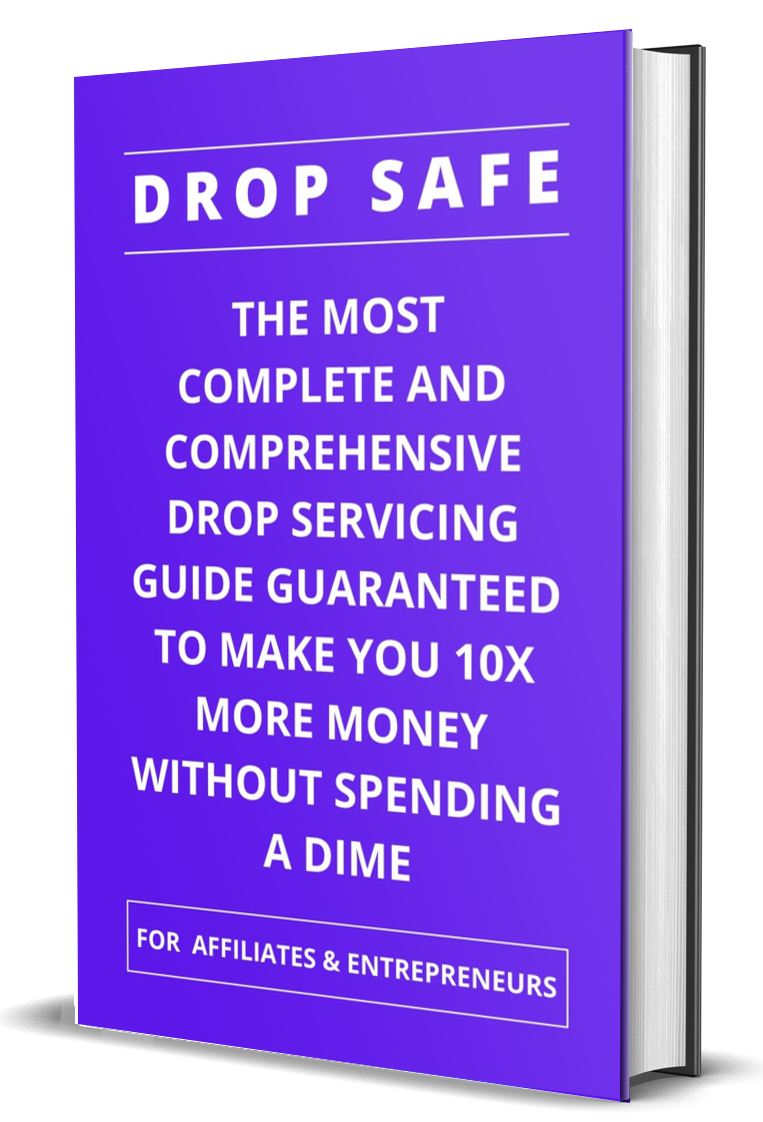 DROP SAFE
THE MOST
COMPLETE AND
COMPREHENSIVE
DROP SERVICING
GUIDE GUARANTEED
TO MAKE YOU 10X
MORE MONEY
WITHOUT SPENDING
A DIME
FOR AFFILIATES & ENTREPRENEURS